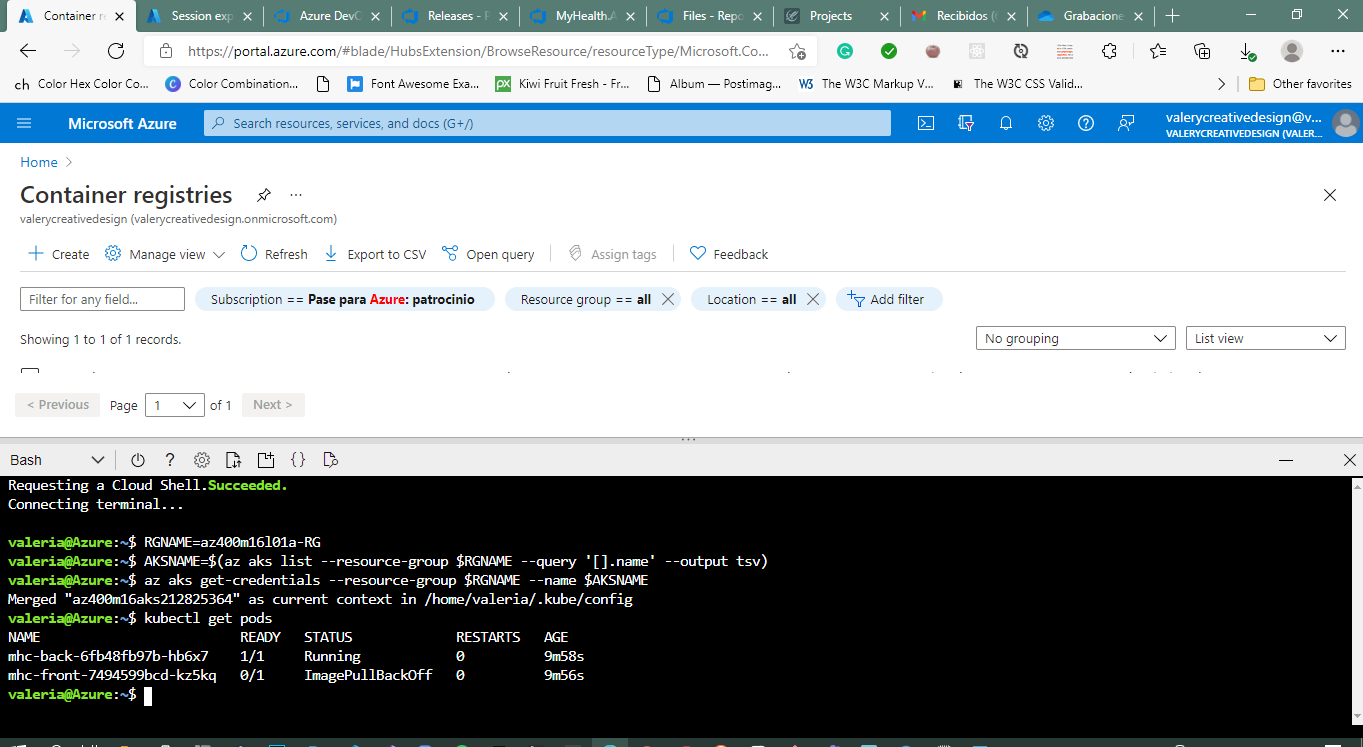 Container re
Session exp
Azure DevC
Releases - P
MyHealth.A
Files - Repo
Projects
Recibidos (
Grabacione
https://portal.azure.com/#blade/HubsExtension/BrowseResource/resourceType/Microsoft.Co...
ch Color Hex Color Co...
C Color Combination...
Font Awesome Exa...
px Kiwi Fruit Fresh - Fr...
Album — Postimag...
W3 The W3C Markup V...
The W3C CSS Valid...
Other favorites
Microsoft Azure
Search resources, services, and docs (G+/)
valerycreativedesign@v...
VALERYCREATIVEDESIGN (VALER...
Home >
Container registries
valerycreativedesign (valerycreativedesign.onmicrosoft.com)
Create Manage view Refresh Export to CSV Open query Assign tags Feedback
Filter for any field...
Subscription == Pase para Azure: patrocinio
Resource group == all
Location == all
Add filter
Showing 1 to 1 of 1 records.
No grouping
List view
< Previous Page 1 of 1 Next >
Bash
Requesting a Cloud Shell.Succeeded.
Connecting terminal...
valeria@Azure:~$ RGNAME=az400m16l01a-RG
valeria@Azure:~$ AKSNAME=$(az aks list --resource-group $RGNAME --query '[].name' --output tsv)
valeria@Azure:~$ az aks get-credentials --resource-group $RGNAME --name $AKSNAME
Merged "az400m16aks212825364" as current context in /home/valeria/.kube/config
valeria@Azure:~$ kubectl get pods
NAME READY STATUS RESTARTS AGE
mhc-back-6fb48fb97b-hb6x7 1/1 Running 0 9m58s
mhc-front-7494599bcd-kz5kq 0/1 ImagePullBackOff 0 9m56s
valeria@Azure:~$